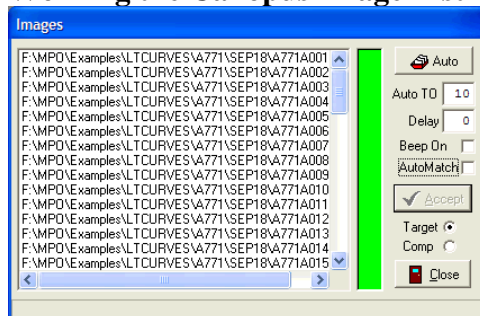 Images
F:\MPO\Examples\LTCURVES\A771\SEP18\A771A001
F:\MPO\Examples\LTCURVES\A771\SEP18\A771A002
F:\MPO\Examples\LTCURVES\A771\SEP18\A771A003
F:\MPO\Examples\LTCURVES\A771\SEP18\A771A004
F:\MPO\Examples\LTCURVES\A771\SEP18\A771A005
F:\MPO\Examples\LTCURVES\A771\SEP18\A771A006
F:\MPO\Examples\LTCURVES\A771\SEP18\A771A007
F:\MPO\Examples\LTCURVES\A771\SEP18\A771A008
F:\MPO\Examples\LTCURVES\A771\SEP18\A771A009
F:\MPO\Examples\LTCURVES\A771\SEP18\A771A010
F:\MPO\Examples\LTCURVES\A771\SEP18\A771A011
F:\MPO\Examples\LTCURVES\A771\SEP18\A771A012
F:\MPO\Examples\LTCURVES\A771\SEP18\A771A013
F:\MPO\Examples\LTCURVES\A771\SEP18\A771A014
F:\MPO\Examples\LTCURVES\A771\SEP18\A771A015
Auto
Auto TO 10
Delay 0
Beep On
AutoMatch
Accept
Target
Comp
Close